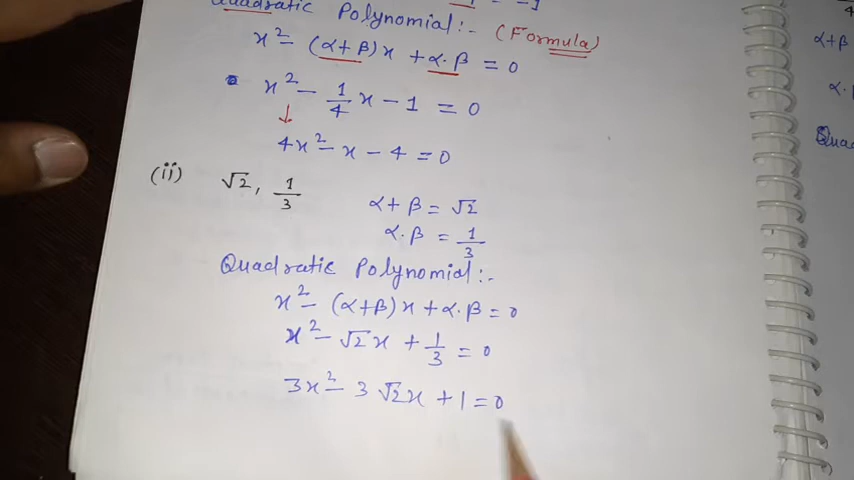 Quadratic Polynomial:- (Formula)
x² - (α+β)x + α.β = 0
x² - 1/4 x - 1 = 0
4x² - x - 4 = 0
(ii) √2, 1/3
α+β = √2
α.β = 1/3
Quadratic Polynomial:-
x² - (α+β)x + α.β = 0
x² - √2x + 1/3 = 0
3x² - 3√2x + 1 = 0
α+β